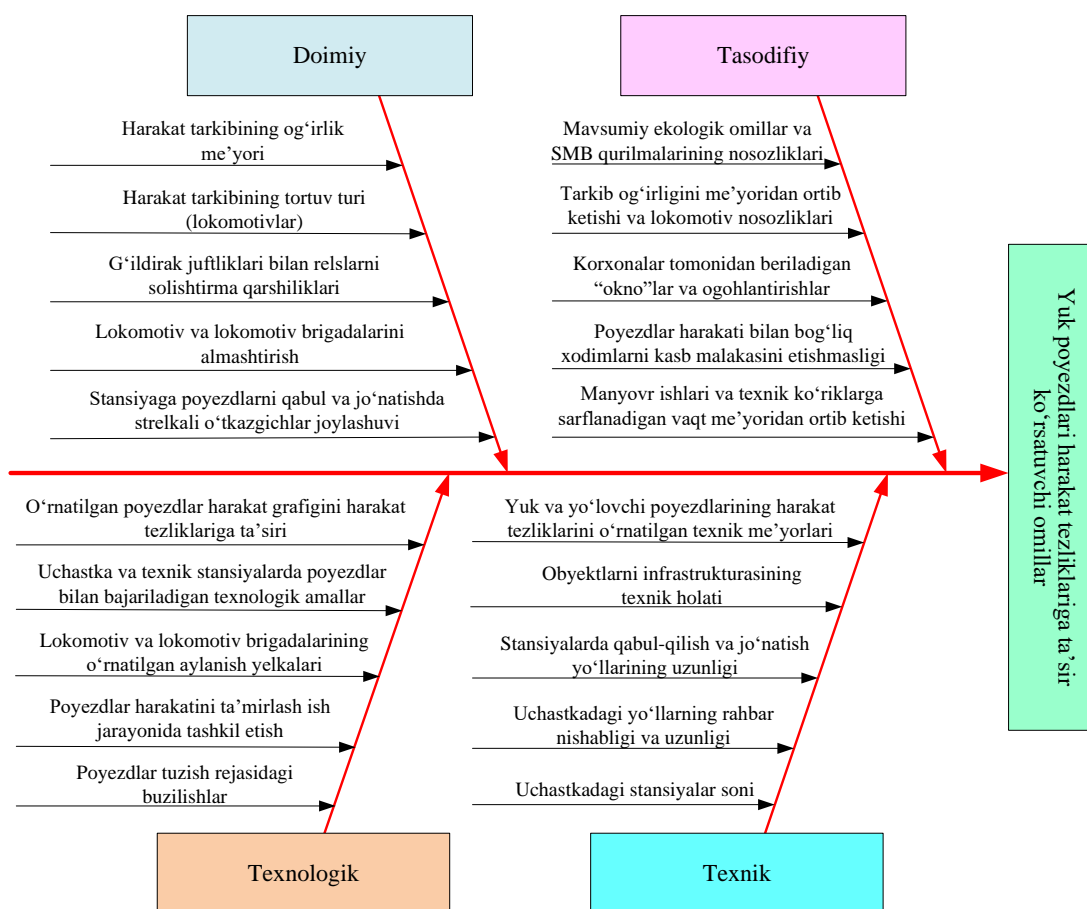 Doimiy
Tasodifiy
Harakat tarkibining og‘irlik
me’yori
Harakat tarkibining tortuv turi
(lokomotivlar)
G‘ildirak juftliklari bilan relslarni
solishtirma qarshiliklari
Lokomotiv va lokomotiv brigadalarini
almashtirish
Stansiyaga poyezdlarni qabul va jo‘natishda
strelkali o‘tkazgichlar joylashuvi
Mavsumiy ekologik omillar va
SMB qurilmalarining nosozliklari
Tarkib og‘irligini me’yoridan ortib
ketishi va lokomotiv nosozliklari
Korxonalar tomonidan beriladigan
“okno”lar va ogohlantirishlar
Poyezdlar harakati bilan bog‘liq
xodimlarni kasb malakasini etishmasligi
Manyovr ishlari va texnik ko‘riklarga
sarflanadigan vaqt me’yoridan ortib ketishi
Yuk poyezdlari harakat tezliklariga ta’sir
ko‘rsatuvchi omillar
O‘rnatilgan poyezdlar harakat grafigini harakat
tezliklariga ta’siri
Uchastka va texnik stansiyalarda poyezdlar
bilan bajariladigan texnologik amallar
Lokomotiv va lokomotiv brigadalarining
o‘rnatilgan aylanish yelkalari
Poyezdlar harakatini ta’mirlash ish
jarayonida tashkil etish
Poyezdlar tuzish rejasidagi
buzilishlar
Yuk va yo‘lovchi poyezdlarining harakat
tezliklarini o‘rnatilgan texnik me’yorlari
Obyektlarni infrastrukturasining
texnik holati
Stansiyalarda qabul-qilish va jo‘natish
yo‘llarining uzunligi
Uchastkadagi yo‘llarning rahbar
nishabligi va uzunligi
Uchastkadagi stansiyalar soni
Texnologik
Texnik